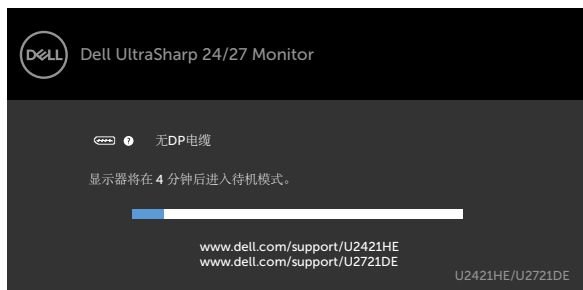 DELL
Dell UltraSharp 24/27 Monitor
? 无DP电缆
显示器将在 4 分钟后进入待机模式。
www.dell.com/support/U2421HE
www.dell.com/support/U2721DE
U2421HE/U2721DE